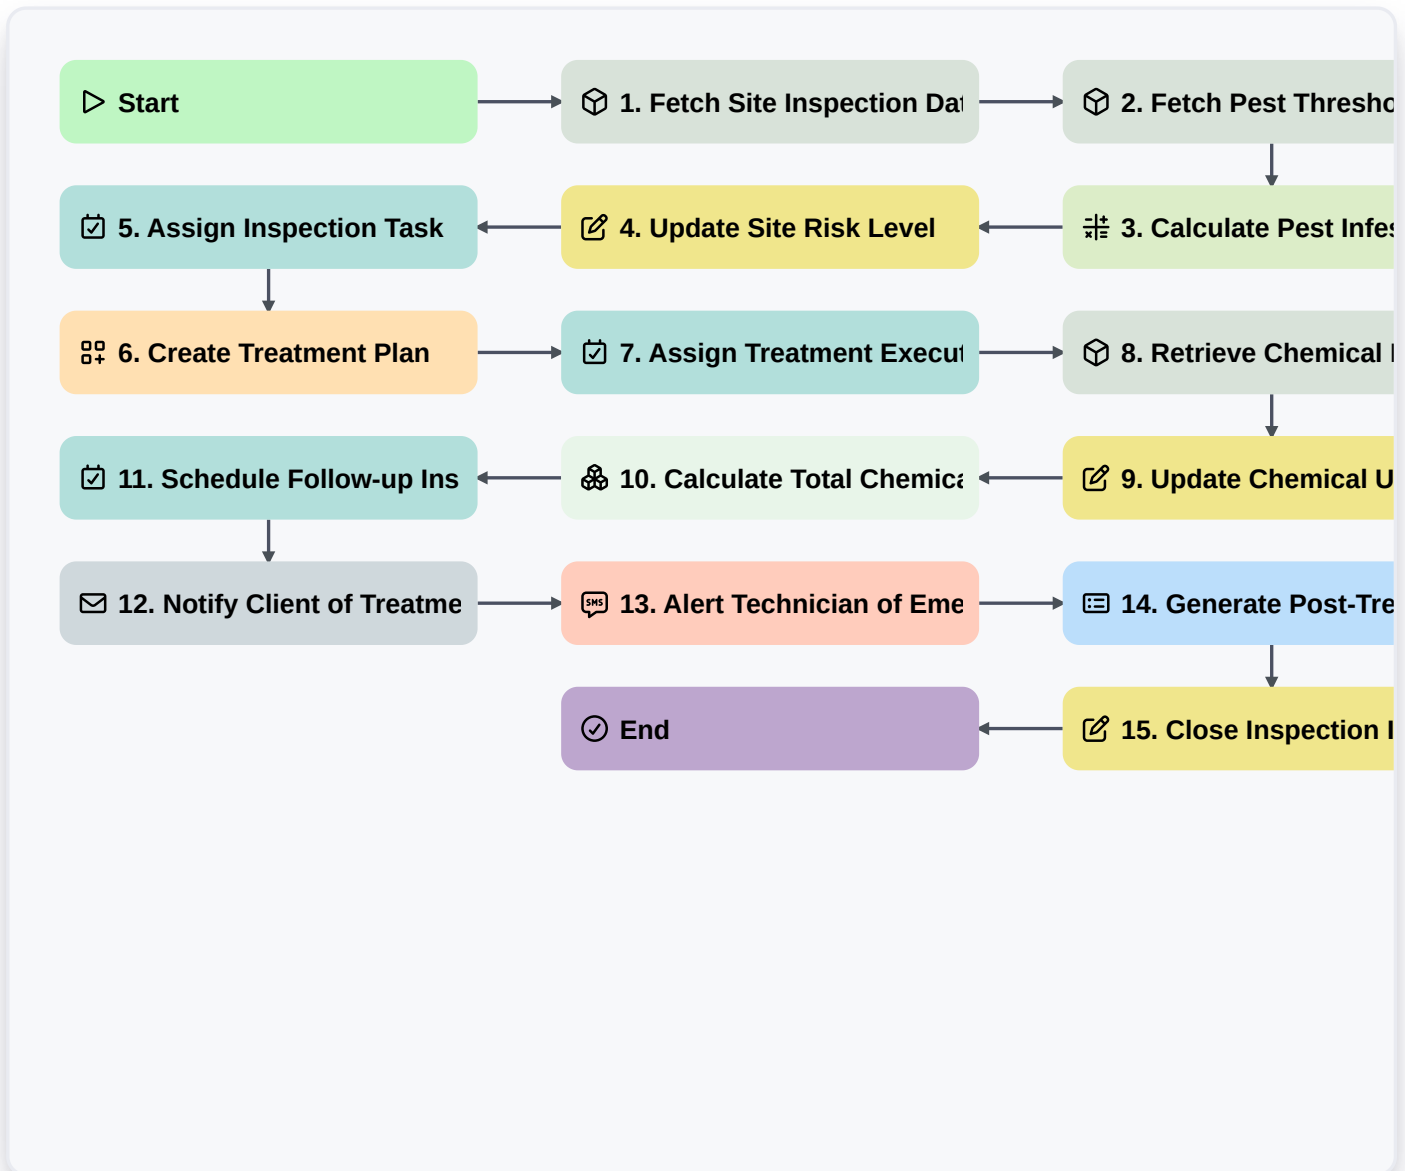 Start
1. Fetch Site Inspection Dat
2. Fetch Pest Thresho
5. Assign Inspection Task
4. Update Site Risk Level
3. Calculate Pest Infes
6. Create Treatment Plan
7. Assign Treatment Execut
8. Retrieve Chemical
11. Schedule Follow-up Ins
10. Calculate Total Chemica
9. Update Chemical U
12. Notify Client of Treatme
SMS
13. Alert Technician of Eme
14. Generate Post-Tre
End
15. Close Inspection